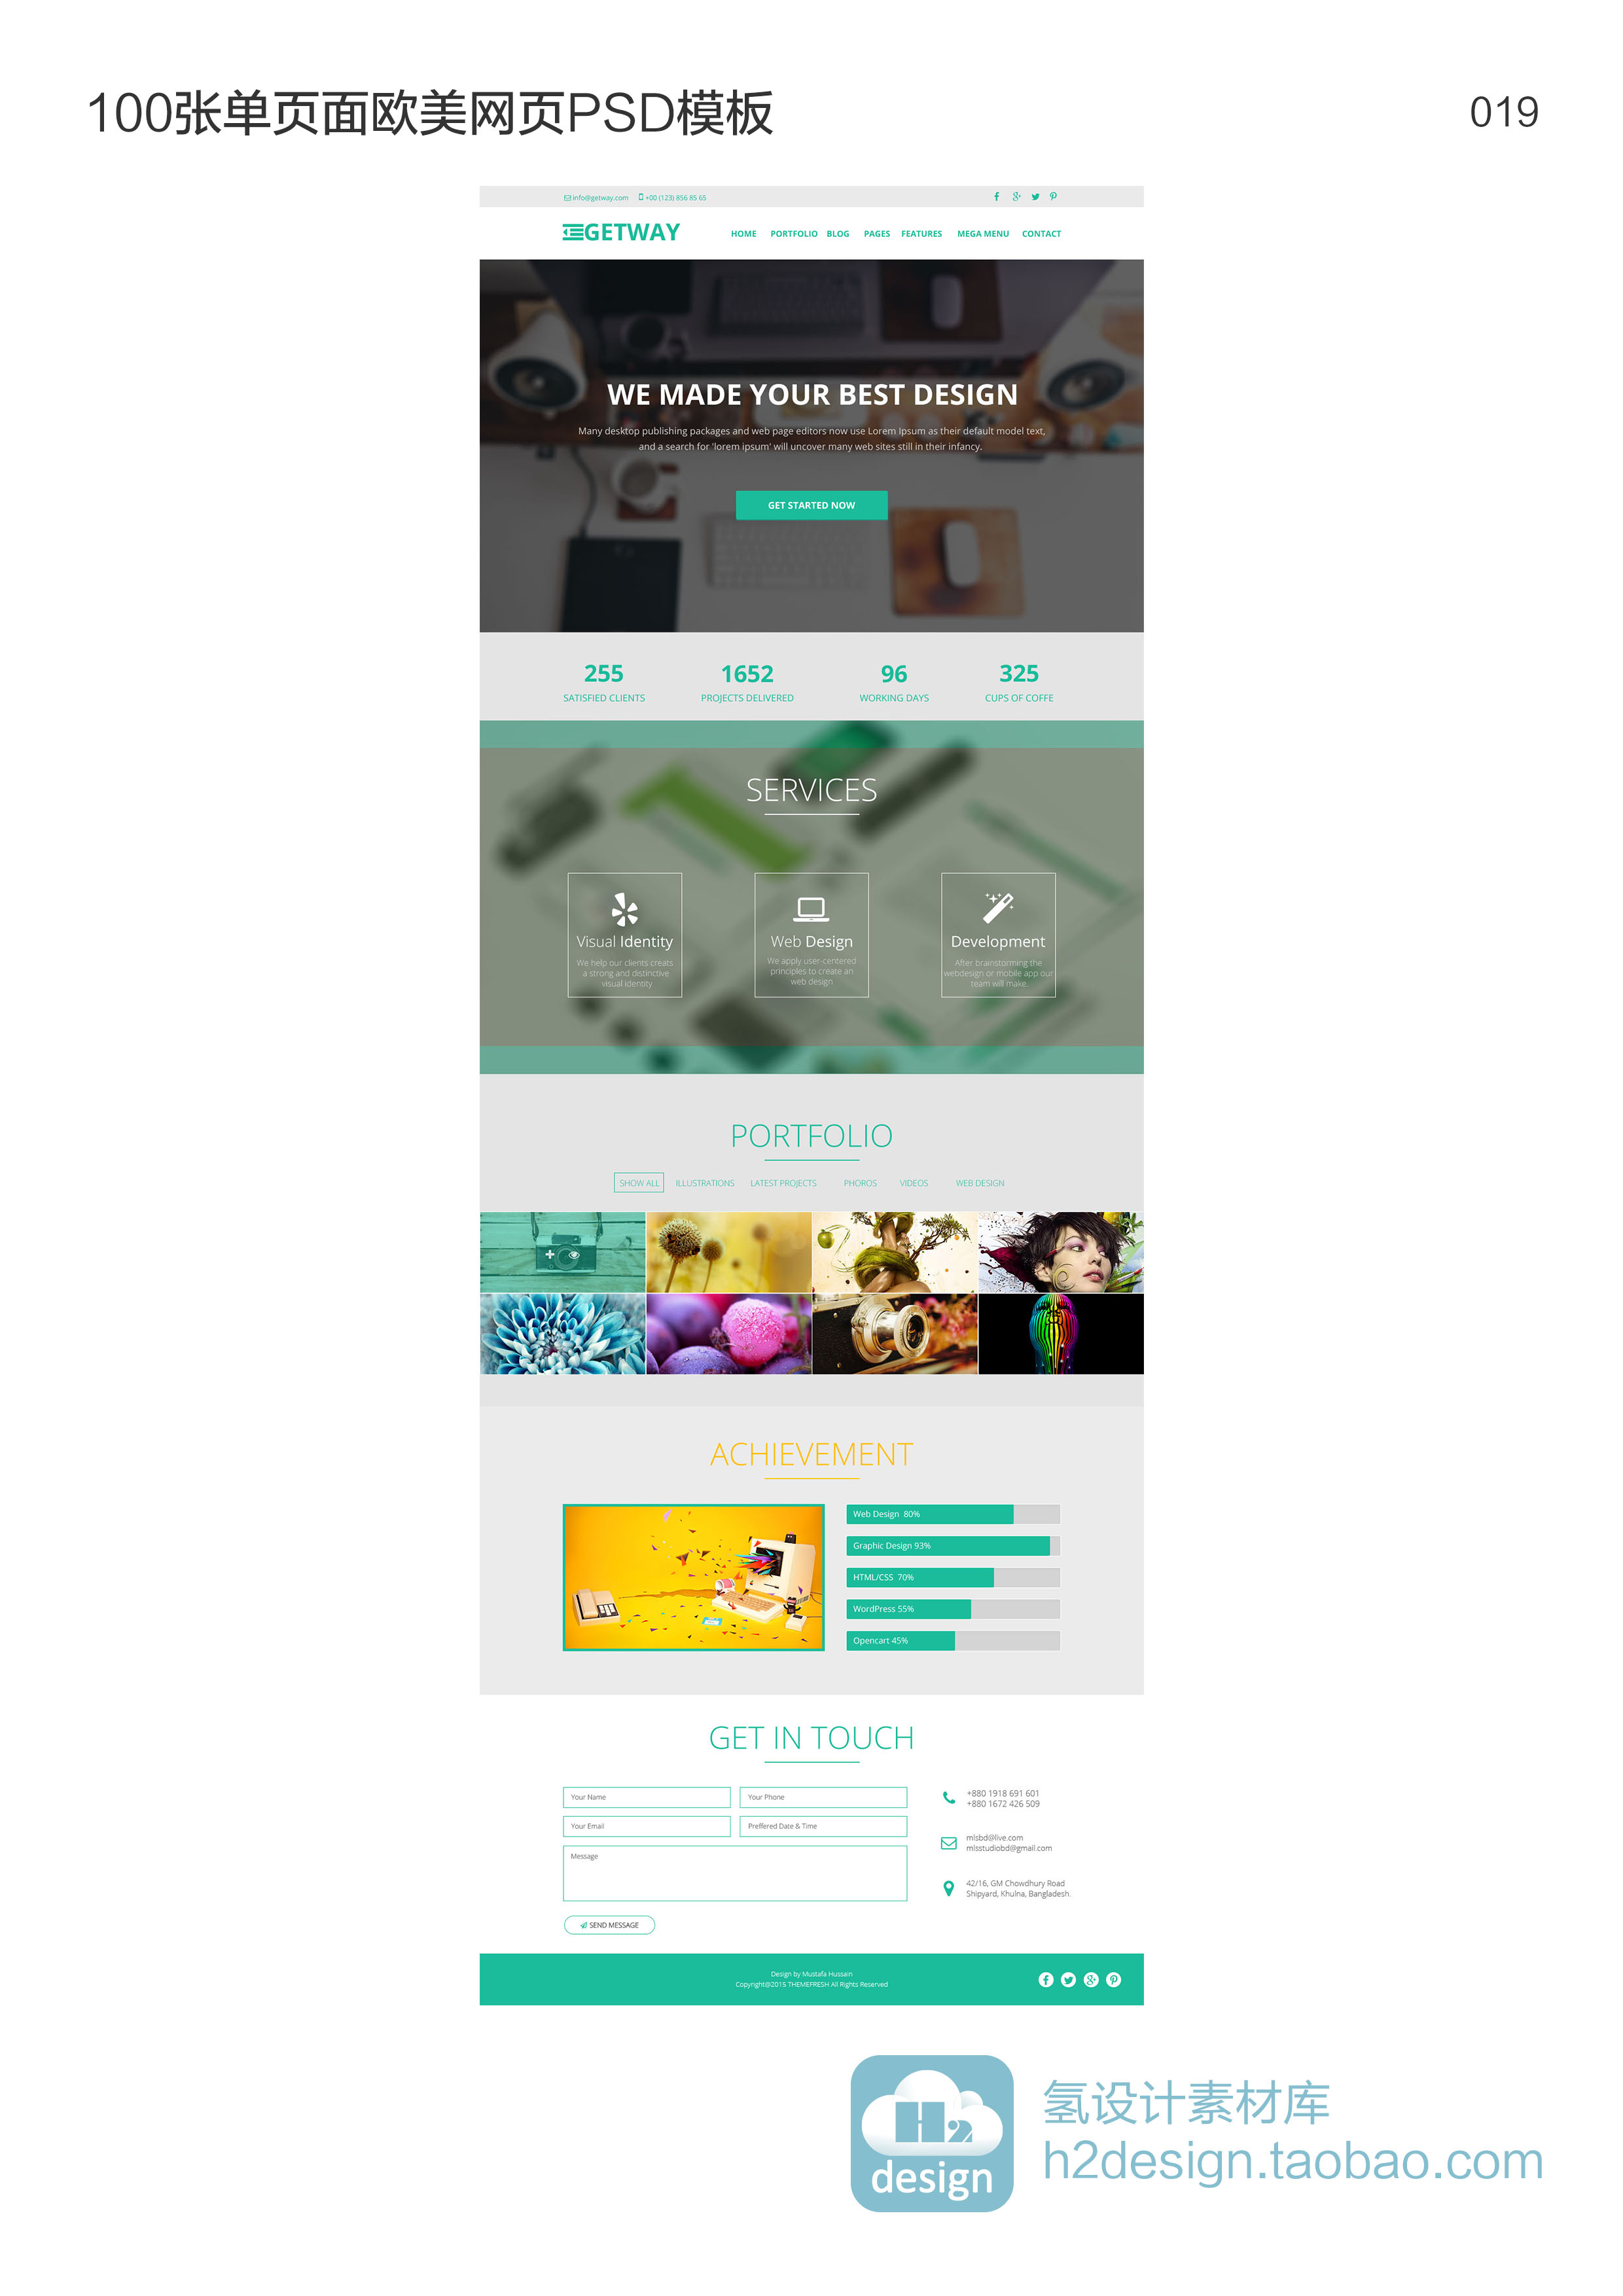 100张单页面欧美网页PSD模板
019
info@getway.com +00 (123) 856 85 65
GETWAY
HOME PORTFOLIO BLOG PAGES FEATURES MEGA MENU CONTACT
WE MADE YOUR BEST DESIGN
Many desktop publishing packages and web page editors now use Lorem Ipsum as their default model text,
and a search for 'lorem ipsum' will uncover many web sites still in their infancy.
GET STARTED NOW
255 1652 96 325
SATISFIED CLIENTS PROJECTS DELIVERED WORKING DAYS CUPS OF COFFE
SERVICES
Visual Identity
We help our clients creats
a strong and distinctive
visual identity
Web Design
We apply user-centered
principles to create an
web design
Development
After brainstorming the
webdesign or mobile app our
team will make.
PORTFOLIO
SHOW ALL ILLUSTRATIONS LATEST PROJECTS PHOROS VIDEOS WEB DESIGN
ACHIEVEMENT
Web Design 80%
Graphic Design 93%
HTML/CSS 70%
WordPress 55%
Opencart 45%
GET IN TOUCH
Your Name
Your Phone
Your Email
Preffered Date & Time
Message
SEND MESSAGE
+880 1918 691 601
+880 1672 426 509
mlsbd@live.com
mlsstudiobd@gmail.com
42/16, GM Chowdhury Road
Shipyard, Khulna, Bangladesh.
Design by Mustafa Hussain
Copyright@2015 THEMEFRESH All Rights Reserved
H2
design
氢设计素材库
h2design.taobao.com